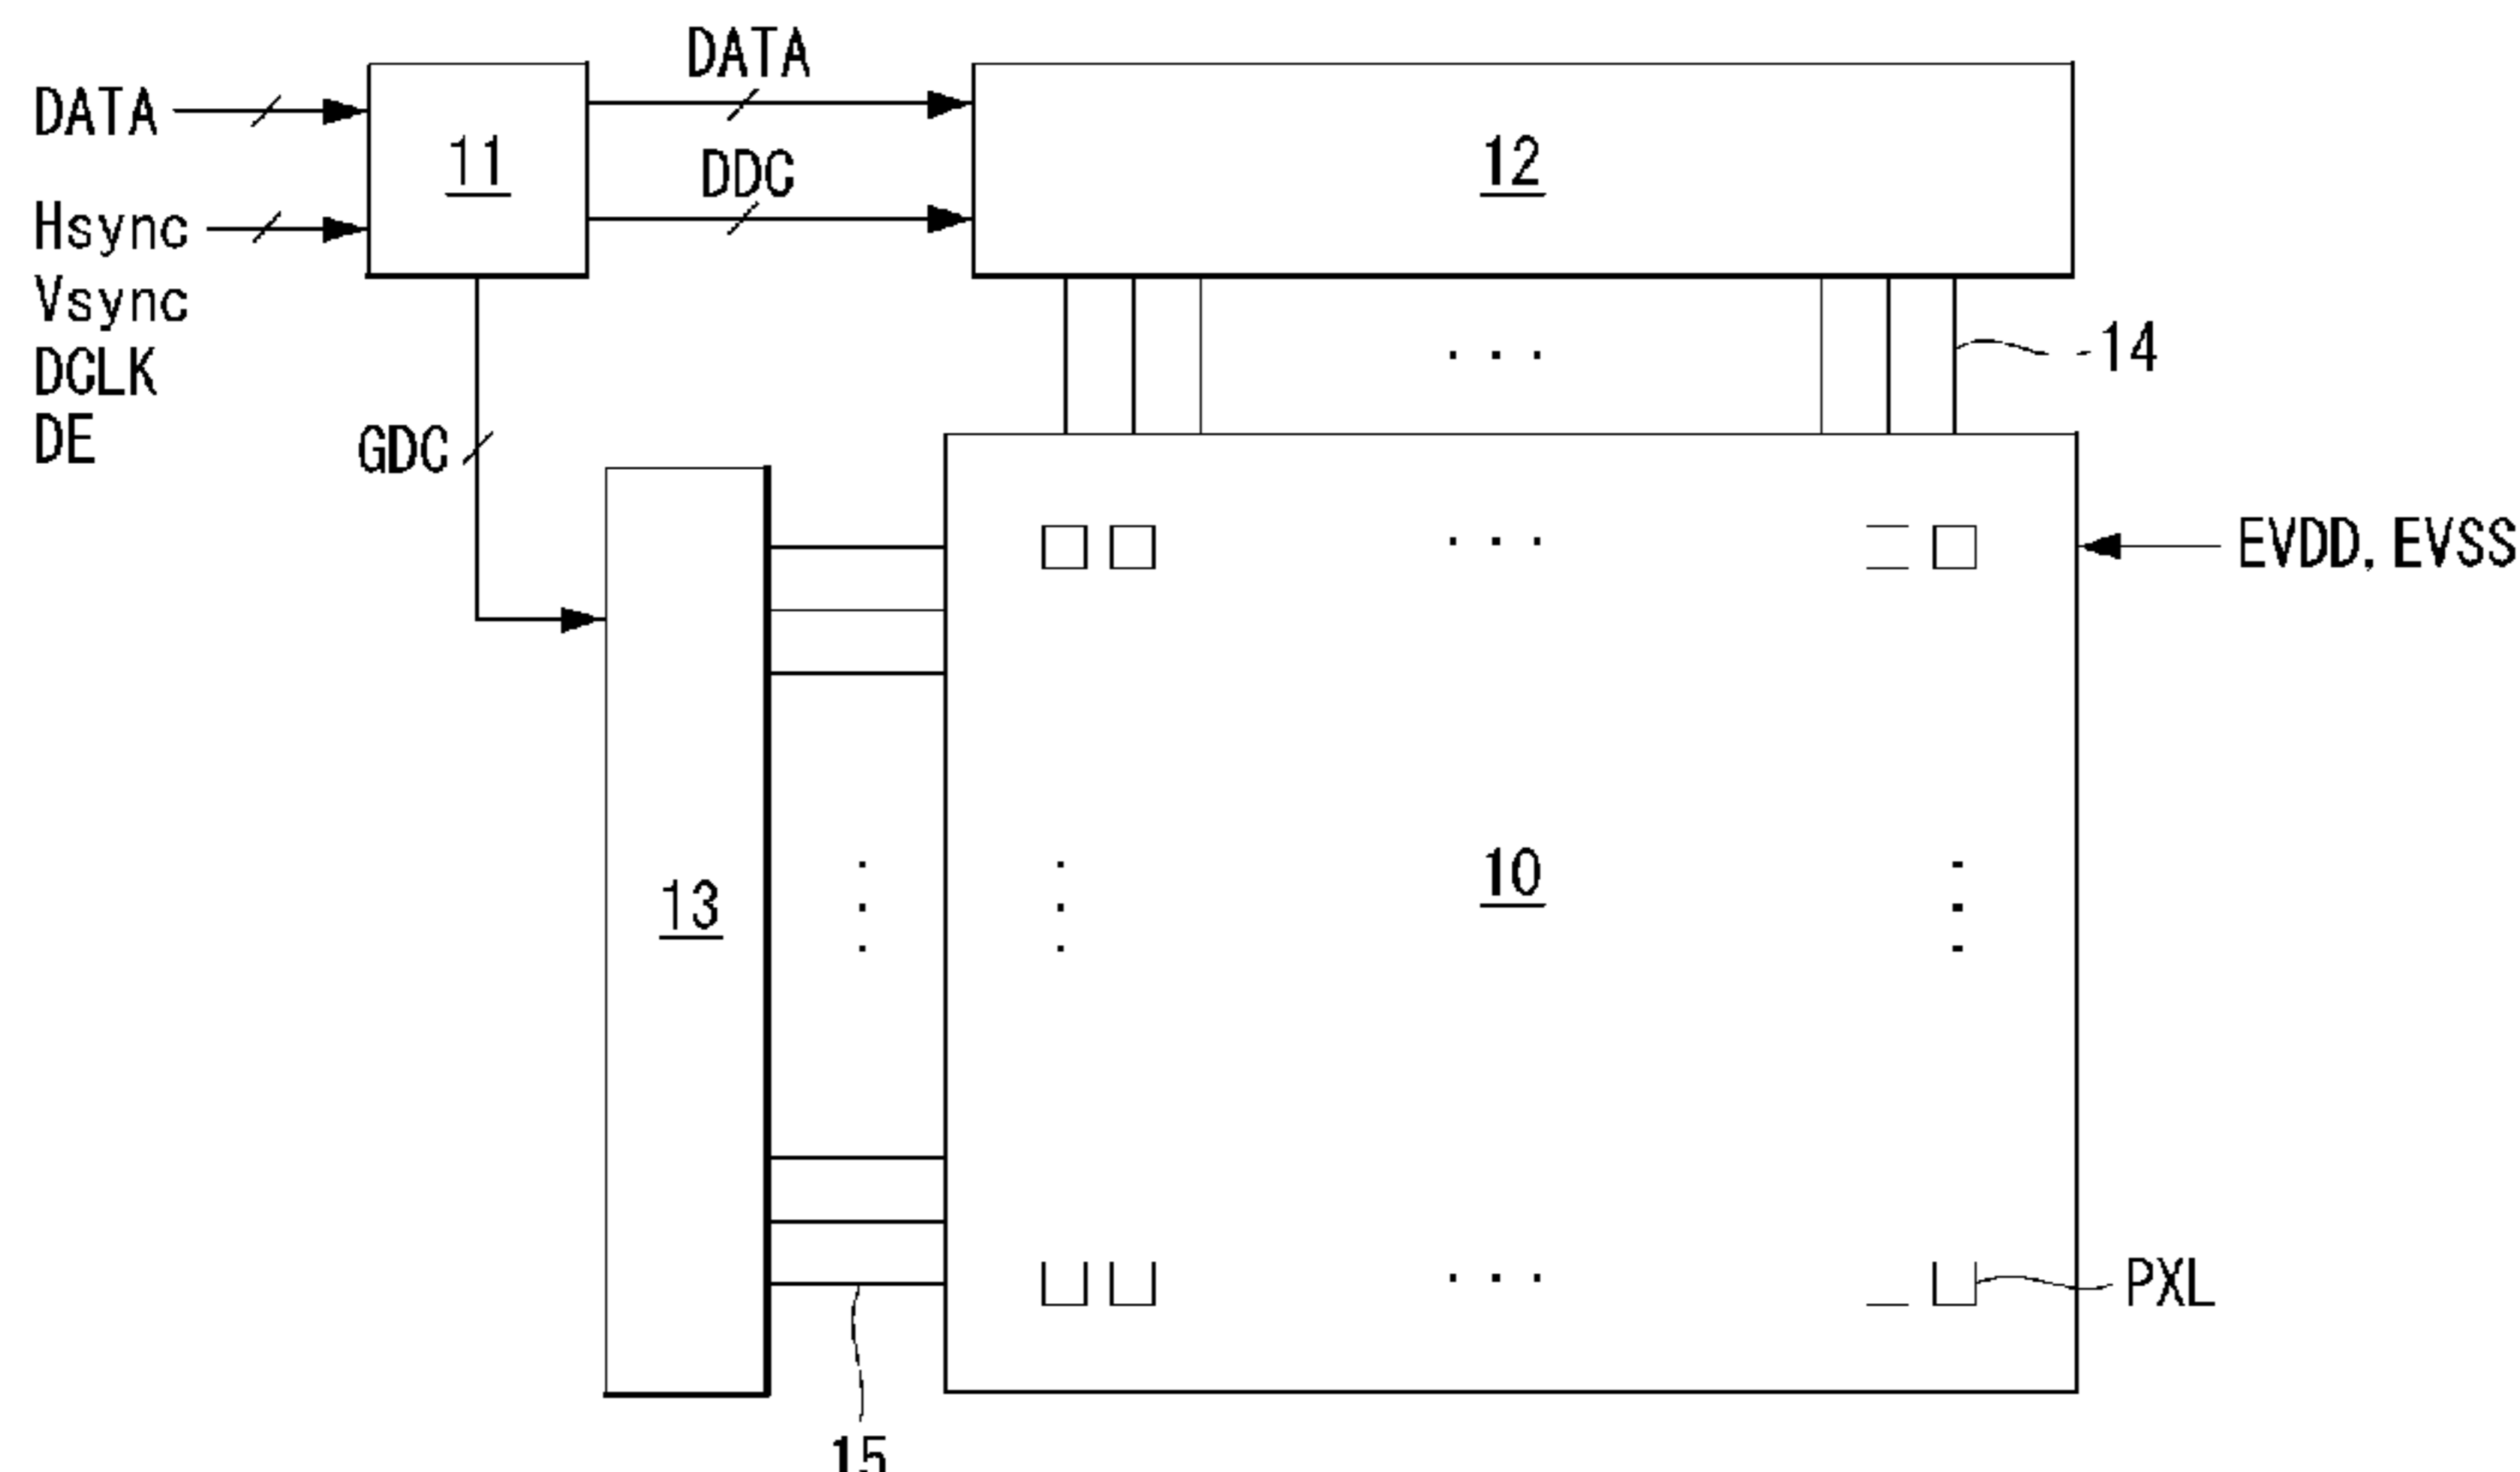 DATA
DATA
11
12
DDC
Hsync
Vsync
DCLK
DE
14
GDC
EVDD, EVSS
10
13
PXL
15